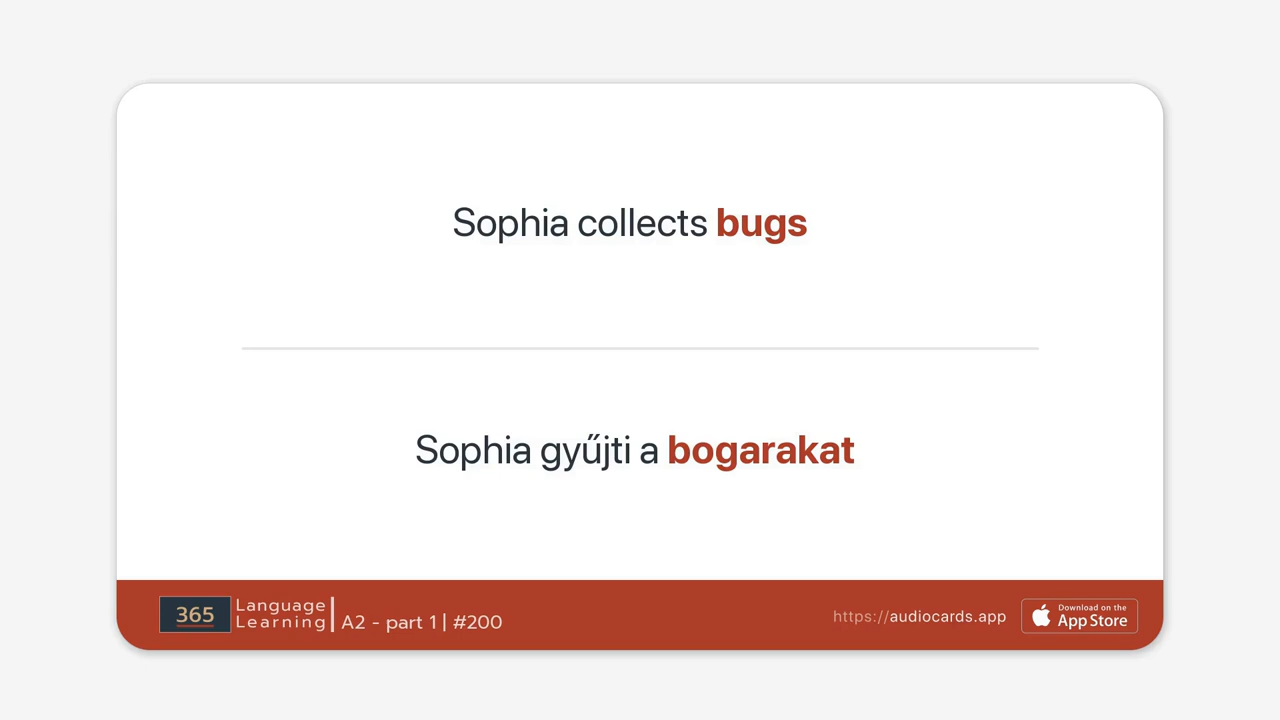 Sophia collects bugs
Sophia gyűjti a bogarakat
365
Language
Learning
A2 - part 1 | #200
https://audiocards.app
Download on the
App Store